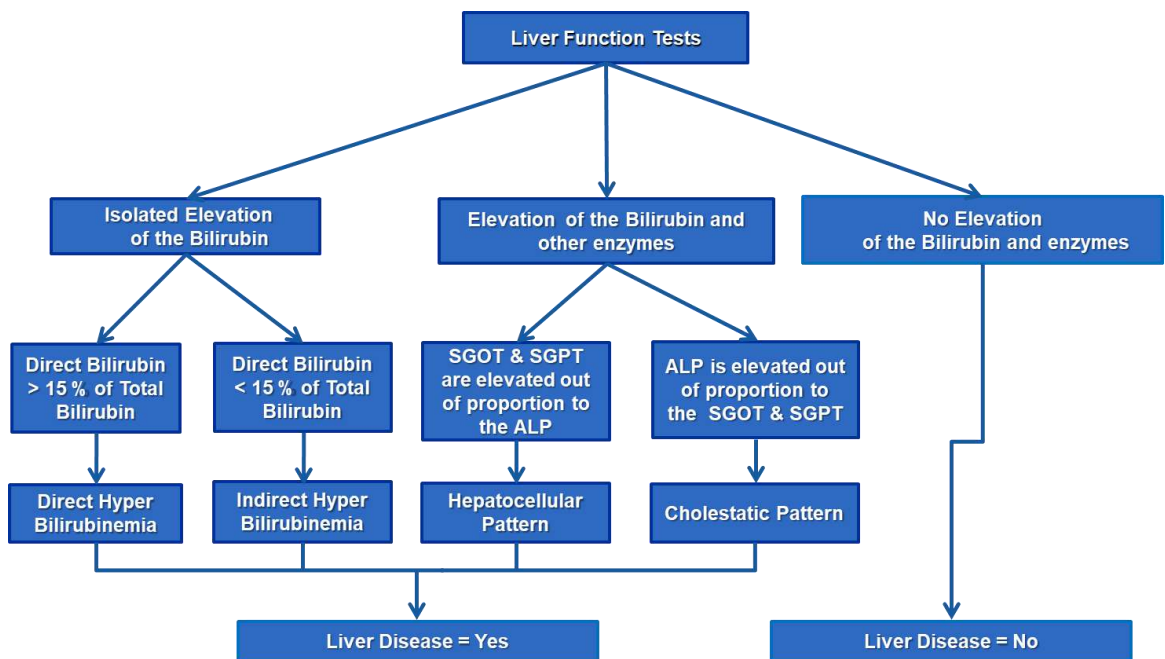 Liver Function Tests
Isolated Elevation
of the Bilirubin
Elevation of the Bilirubin and
other enzymes
No Elevation
of the Bilirubin and enzymes
Direct Bilirubin
> 15 % of Total
Bilirubin
Direct Bilirubin
< 15 % of Total
Bilirubin
SGOT & SGPT
are elevated out
of proportion to
the ALP
ALP is elevated out
of proportion to
the SGOT & SGPT
Direct Hyper
Bilirubinemia
Indirect Hyper
Bilirubinemia
Hepatocellular
Pattern
Cholestatic Pattern
Liver Disease = Yes
Liver Disease = No